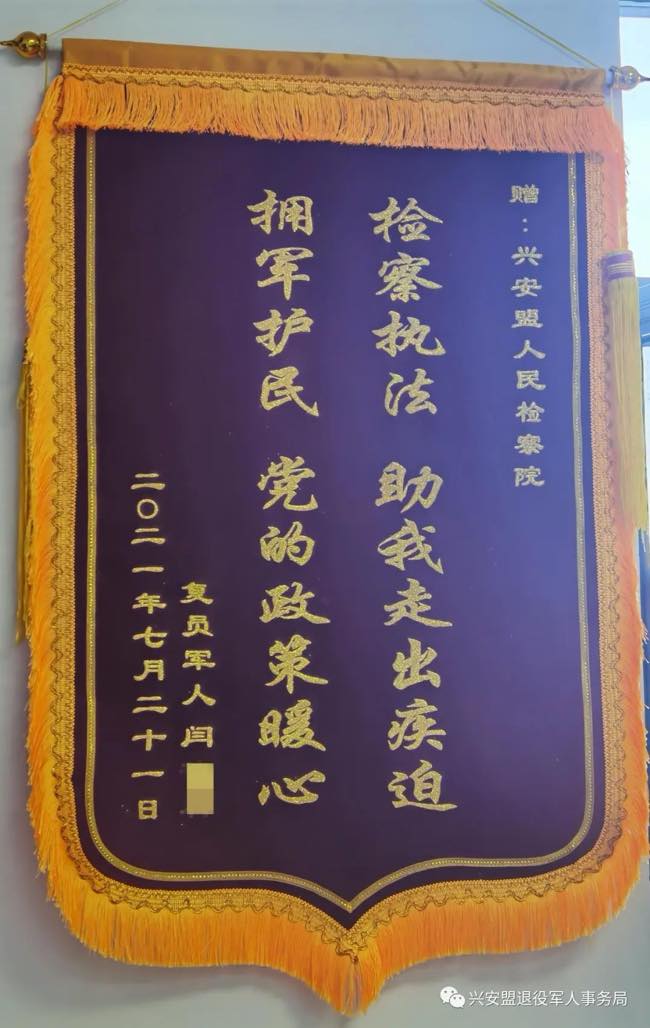 赠：兴安盟人民检察院
检察执法 助我走出疾迫
拥军护民 党的政策暖心
复员军人闫
二〇二一年七月二十一日
兴安盟退役军人事务局